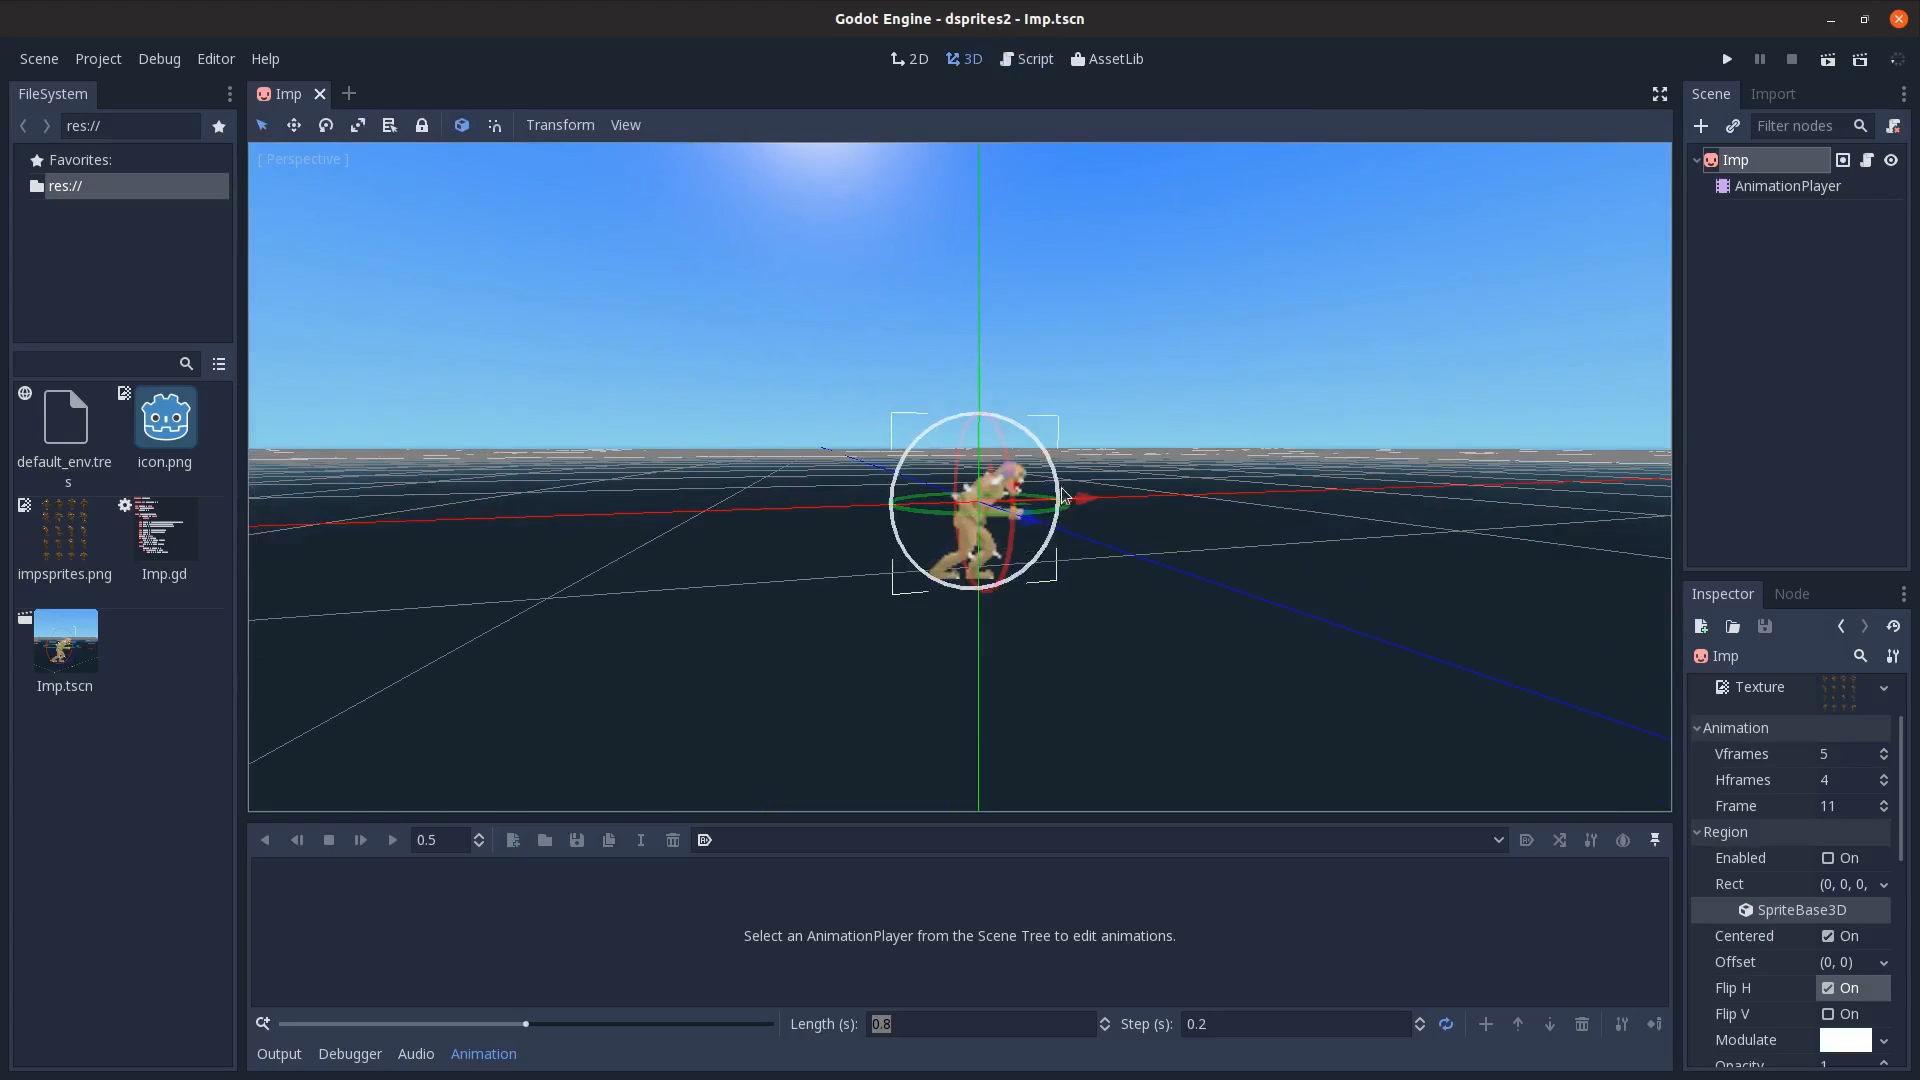 Godot Engine - dsprites2 - Imp.tscn
Scene Project Debug Editor Help
2D 3D Script AssetLib
FileSystem
Imp
Scene Import
res://
Transform View
Filter nodes
[ Perspective ]
Favorites:
res://
Imp
AnimationPlayer
default_env.tre
s
icon.png
impsprites.png
Imp.gd
Imp.tscn
Inspector Node
Imp
Texture
Animation
Vframes 5
Hframes 4
Frame 11
Region
Enabled On
Rect (0, 0, 0,
SpriteBase3D
Centered On
Offset (0, 0)
Flip H On
Flip V On
Modulate
Opacity 1
0.5
Select an AnimationPlayer from the Scene Tree to edit animations.
Length (s): 0.8 Step (s): 0.2
Output Debugger Audio Animation